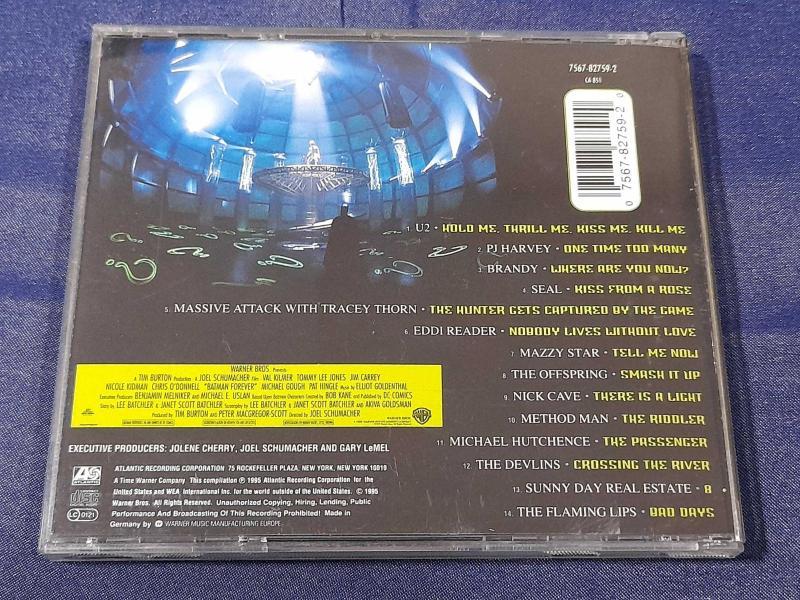 7567-82759-2
CA 851
0 7567-82759-2 0
1. U2 • HOLD ME, THRILL ME, KISS ME, KILL ME
2. PJ HARVEY • ONE TIME TOO MANY
3. BRANDY • WHERE ARE YOU NOW?
4. SEAL • KISS FROM A ROSE
5. MASSIVE ATTACK WITH TRACEY THORN • THE HUNTER GETS CAPTURED BY THE GAME
6. EDDI READER • NOBODY LIVES WITHOUT LOVE
7. MAZZY STAR • TELL ME NOW
8. THE OFFSPRING • SMASH IT UP
9. NICK CAVE • THERE IS A LIGHT
10. METHOD MAN • THE RIDDLER
11. MICHAEL HUTCHENCE • THE PASSENGER
12. THE DEVLINS • CROSSING THE RIVER
13. SUNNY DAY REAL ESTATE • 8
14. THE FLAMING LIPS • BAD DAYS
WARNER BROS. Presents
A TIM BURTON Production A JOEL SCHUMACHER Film VAL KILMER TOMMY LEE JONES JIM CARREY
NICOLE KIDMAN CHRIS O'DONNELL "BATMAN FOREVER" MICHAEL GOUGH PAT HINGLE Music by ELLIOT GOLDENTHAL
Executive Producers BENJAMIN MELNIKER and MICHAEL E. USLAN Based Upon Batman Characters Created by BOB KANE and Published by DC COMICS
Story by LEE BATCHLER & JANET SCOTT BATCHLER Screenplay by LEE BATCHLER & JANET SCOTT BATCHLER and AKIVA GOLDSMAN
Produced by TIM BURTON and PETER MACGREGOR-SCOTT Directed by JOEL SCHUMACHER
EXECUTIVE PRODUCERS: JOLENE CHERRY, JOEL SCHUMACHER AND GARY LeMEL
ATLANTIC RECORDING CORPORATION 75 ROCKEFELLER PLAZA, NEW YORK, NEW YORK 10019
A Time Warner Company This compilation ℗ 1995 Atlantic Recording Corporation for the
United States and WEA International Inc. for the world outside of the United States. © 1995
Warner Bros. All Rights Reserved. Unauthorized Copying, Hiring, Lending, Public
Performance And Broadcasting Of This Recording Prohibited! Made in
Germany by WARNER MUSIC MANUFACTURING EUROPE.
ATLANTIC
COMPACT
disc
DIGITAL AUDIO
LC 0121